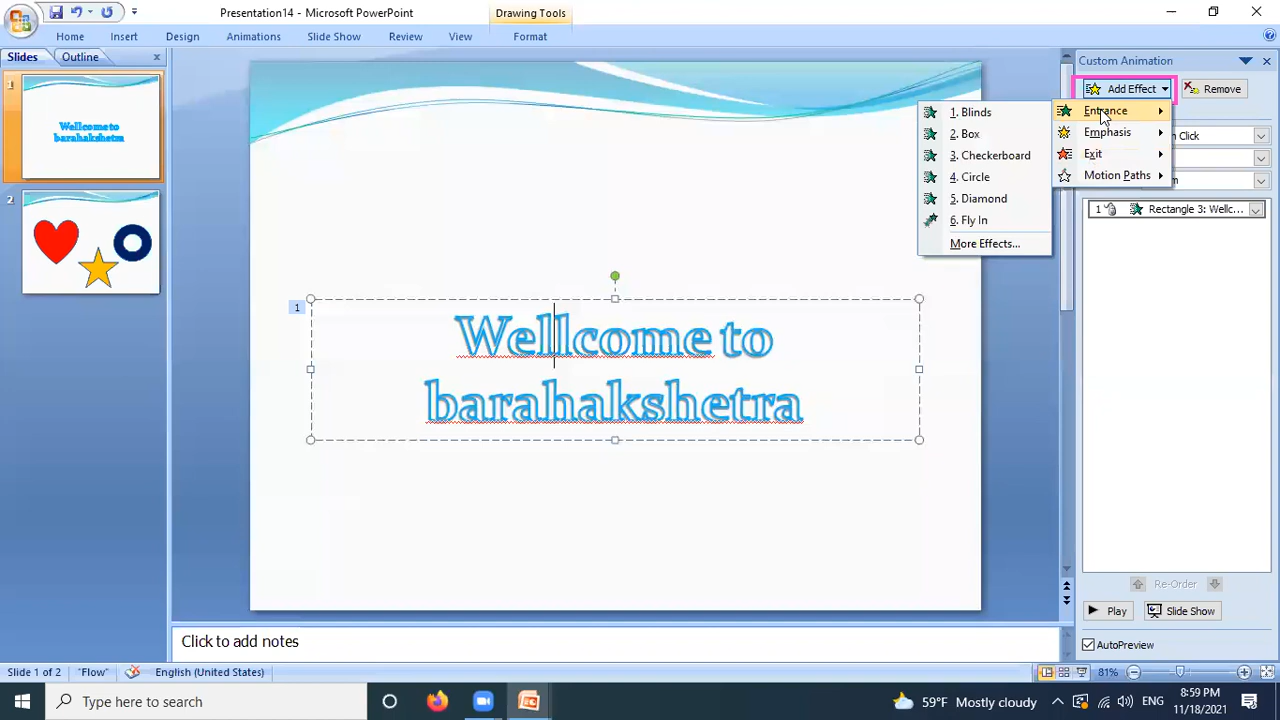 Presentation14 - Microsoft PowerPoint
Drawing Tools
Home
Insert
Design
Animations
Slide Show
Review
View
Format
Slides
Outline
1
Wellcome to
barahakshetra
2
1
Wellcome to
barahakshetra
Click to add notes
Custom Animation
Add Effect
Remove
Entrance
Emphasis
Exit
Motion Paths
1. Blinds
2. Box
3. Checkerboard
4. Circle
5. Diamond
6. Fly In
More Effects...
n Click
m
1
Rectangle 3: Wellc...
Re-Order
Play
Slide Show
AutoPreview
Slide 1 of 2
"Flow"
English (United States)
81%
Type here to search
59°F Mostly cloudy
ENG
8:59 PM
11/18/2021
1